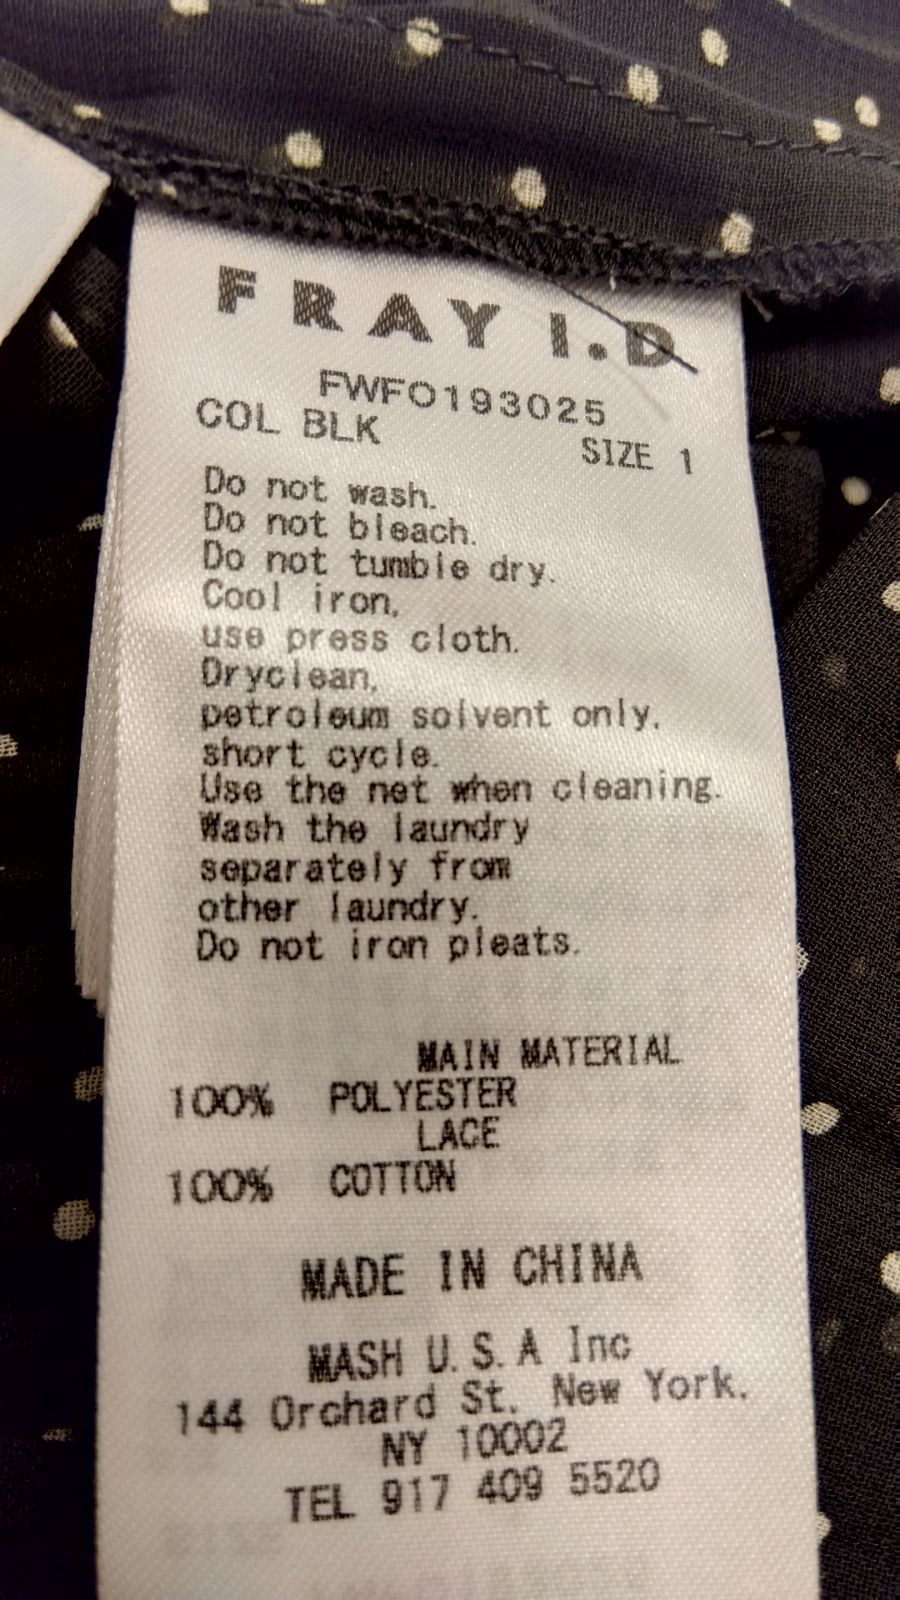 FRAY I.D
FWFO193025
COL BLK
SIZE 1
Do not wash.
Do not bleach.
Do not tumble dry.
Cool iron,
use press cloth.
Dryclean,
petroleum solvent only,
short cycle.
Use the net when cleaning.
Wash the laundry
separately from
other laundry.
Do not iron pleats.
MAIN MATERIAL
100% POLYESTER
LACE
100% COTTON
MADE IN CHINA
MASH U.S.A Inc
144 Orchard St. New York.
NY 10002
TEL 917 409 5520